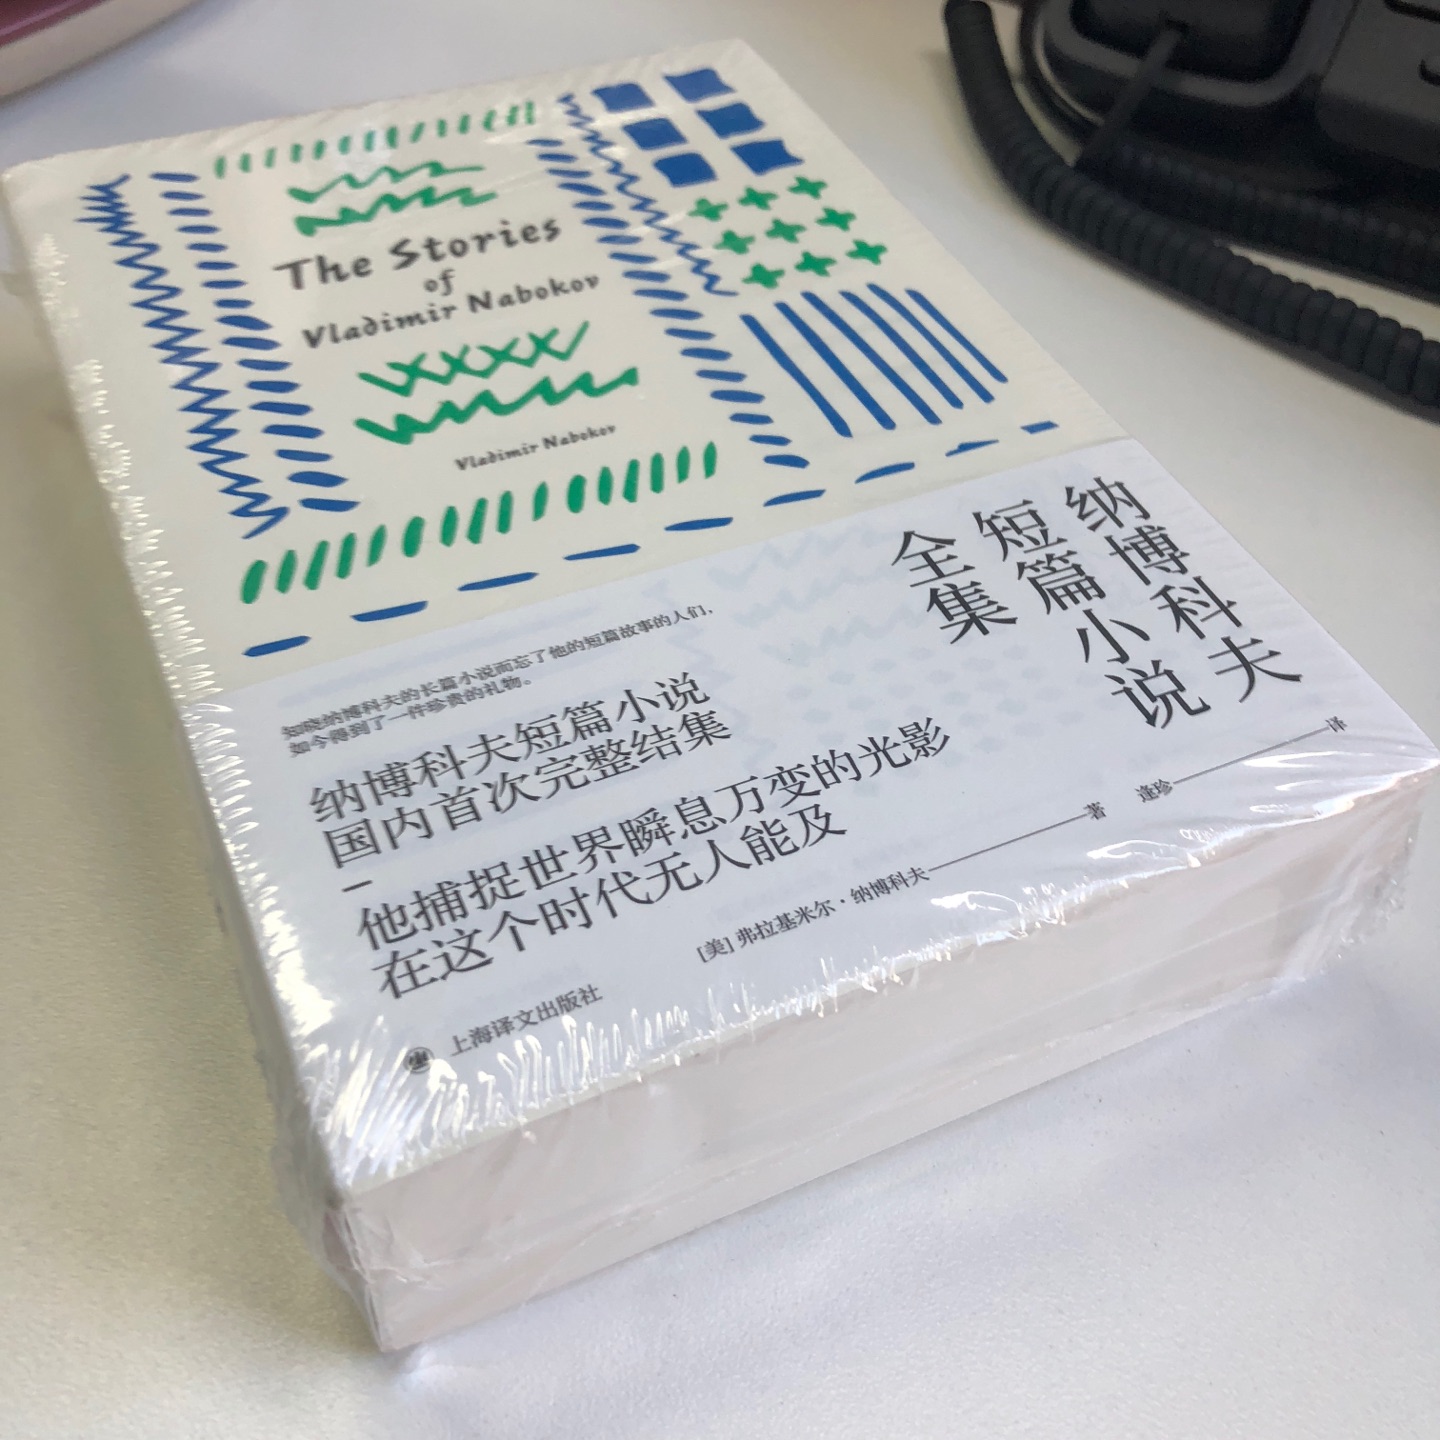 The Stories
of
Vladimir Nabokov
Vladimir Nabokov
纳博科夫
短篇小说
全集
知晓纳博科夫的长篇小说而忘了他的短篇故事的人们，
如今得到了一件珍贵的礼物。
纳博科夫短篇小说
国内首次完整结集
—
他捕捉世界瞬息万变的光影
在这个时代无人能及
[美] 弗拉基米尔·纳博科夫——著
逢珍——译
上海译文出版社